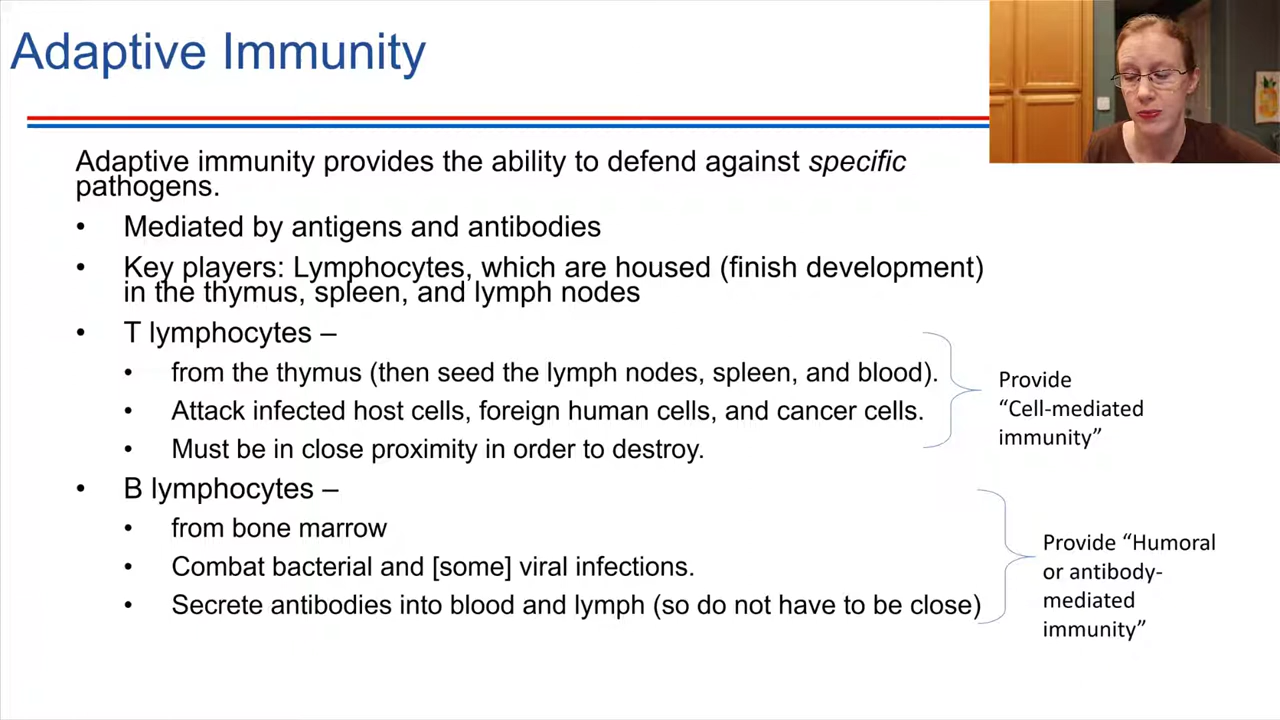 Adaptive Immunity
Adaptive immunity provides the ability to defend against specific
pathogens.
• Mediated by antigens and antibodies
• Key players: Lymphocytes, which are housed (finish development)
in the thymus, spleen, and lymph nodes
• T lymphocytes –
• from the thymus (then seed the lymph nodes, spleen, and blood).
• Attack infected host cells, foreign human cells, and cancer cells.
• Must be in close proximity in order to destroy.
Provide
“Cell-mediated
immunity”
• B lymphocytes –
• from bone marrow
• Combat bacterial and [some] viral infections.
• Secrete antibodies into blood and lymph (so do not have to be close)
Provide “Humoral
or antibody-
mediated
immunity”